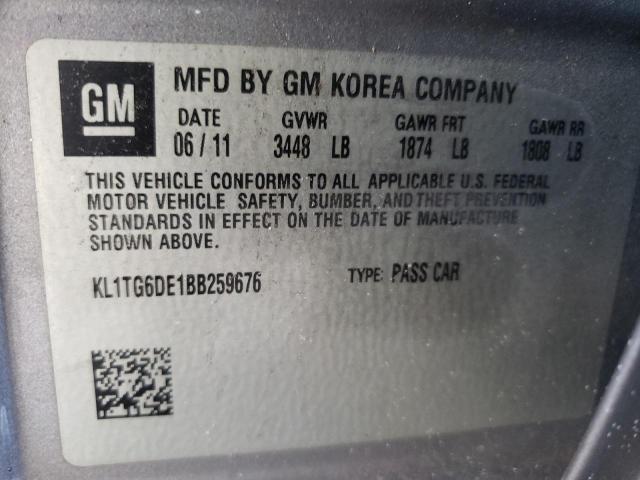 GM
MFD BY GM KOREA COMPANY
DATE GVWR GAWR FRT GAWR RR
06 / 11 3448 LB 1874 LB 1808 LB
THIS VEHICLE CONFORMS TO ALL APPLICABLE U.S. FEDERAL
MOTOR VEHICLE SAFETY, BUMBER, AND THEFT PREVENTION
STANDARDS IN EFFECT ON THE DATE OF MANUFACTURE
SHOWN ABOVE.
KL1TG6DE1BB259676 TYPE: PASS CAR